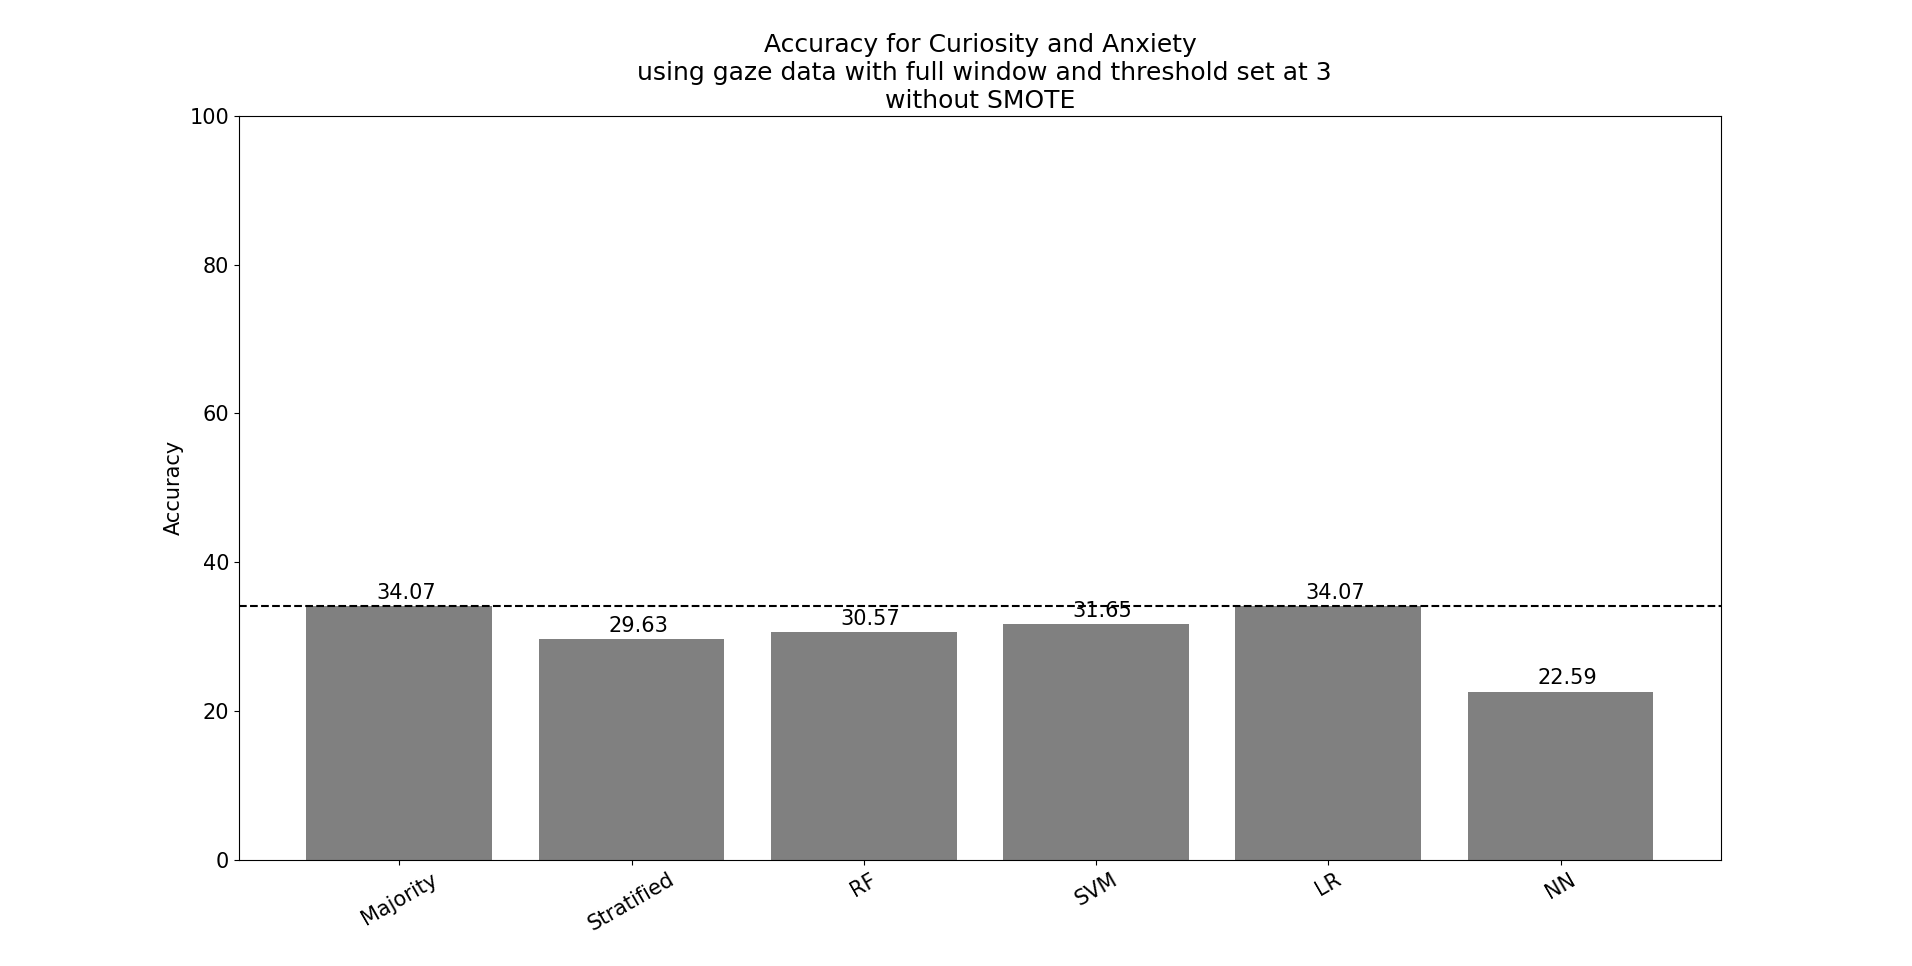 Accuracy for Curiosity and Anxiety
using gaze data with full window and threshold set at 3
without SMOTE
100
80
60
40
20
0
Accuracy
34.07
29.63
30.57
31.65
34.07
22.59
Majority
Stratified
RF
SVM
LR
NN